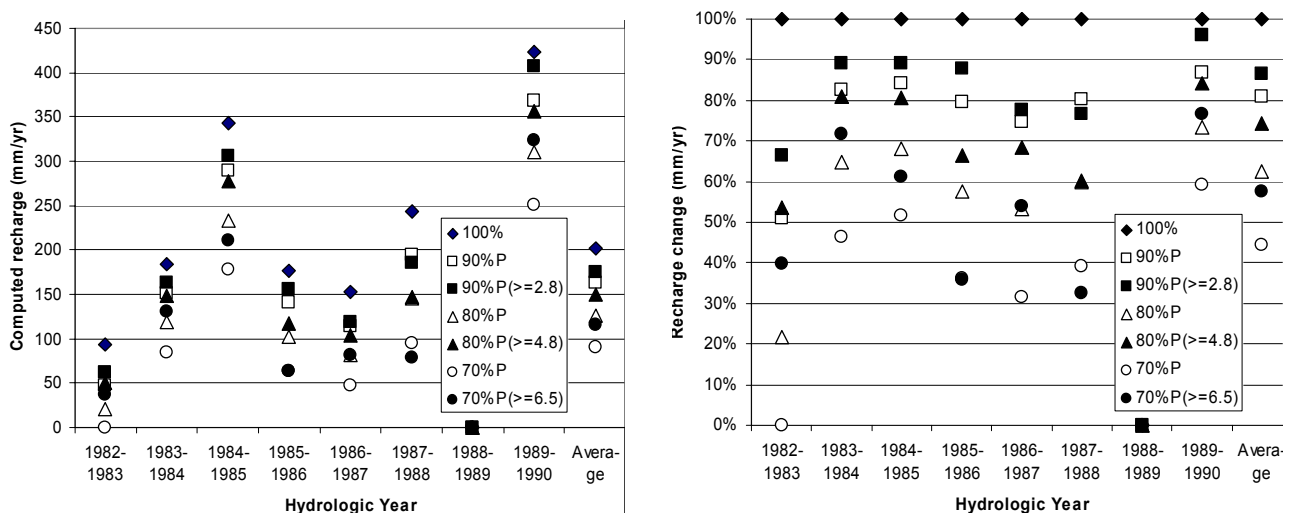 450
400
350
300
250
200
150
100
50
0
Computed recharge (mm/yr)
100%
90%P
90%P(>=2.8)
80%P
80%P(>=4.8)
70%P
70%P(>=6.5)
1982-
1983
1983-
1984
1984-
1985
1985-
1986
1986-
1987
1987-
1988
1988-
1989
1989-
1990
Avera-
ge
Hydrologic Year
100%
90%
80%
70%
60%
50%
40%
30%
20%
10%
0%
Recharge change (mm/yr)
100%
90%P
90%P(>=2.8)
80%P
80%P(>=4.8)
70%P
70%P(>=6.5)
1982-
1983
1983-
1984
1984-
1985
1985-
1986
1986-
1987
1987-
1988
1988-
1989
1989-
1990
Avera-
ge
Hydrologic Year